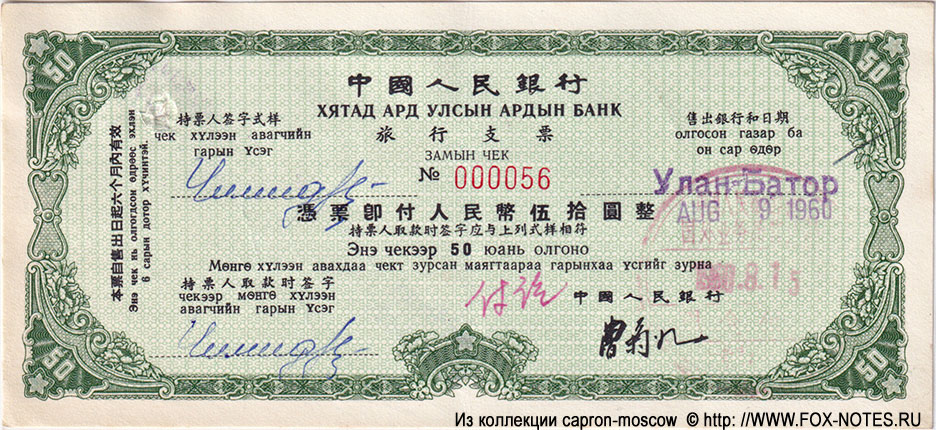 50
50
中國人民銀行
ХЯТАД АРД УЛСЫН АРДЫН БАНК
持票人签字式样
чек хүлээн авагчийн
гарын Үсэг
旅行支票
ЗАМЫН ЧЕК
№ 000056
售出銀行和日期
олгосон газар ба
он сар өдөр
Улан-Батор
AUG 9 1960
憑票卽付人民幣伍拾圓整
持票人取款时签字应与上列式样相符
Энэ чекээр 50 юань олгоно
Мөнгө хүлээн авахдаа чект зурсан маягтаараа гарынхаа үсгийг зурна
持票人取款时签字
чекээр мөнгө хүлээн
авагчийн гарын Үсэг
付讫
中國人民銀行
本票自售出日起六个月內有效
Энэ чек нь олгогдсон өдрөөс эхлэн
6 сарын дотор хүчинтэй.
50
50
Из коллекции capron-moscow © http: //WWW.FOX-NOTES.RU